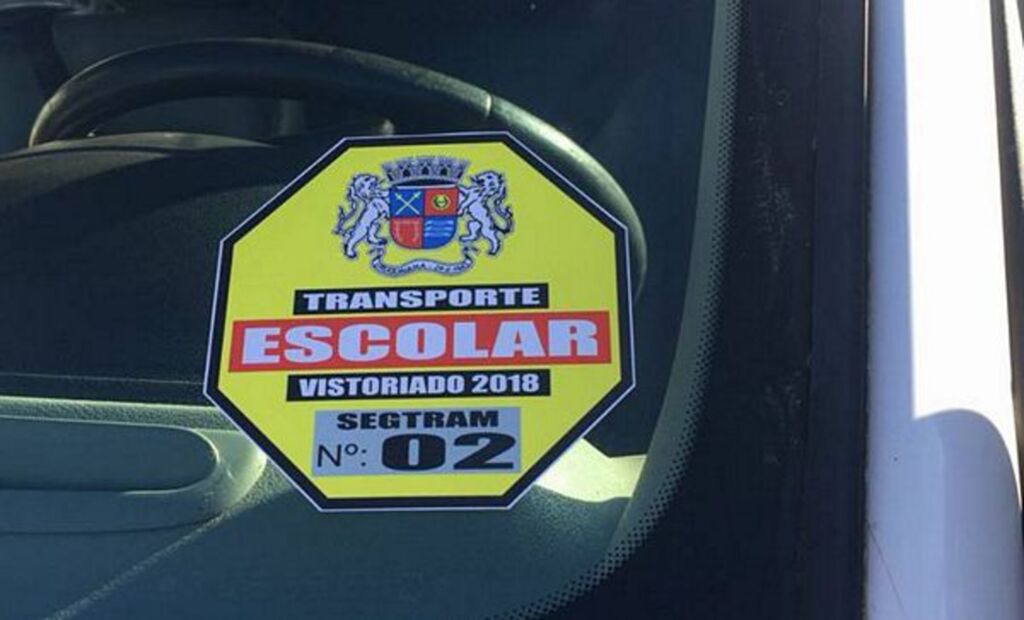 TRANSPORTE
ESCOLAR
VISTORIADO 2018
SEGTRAM
Nº: 02